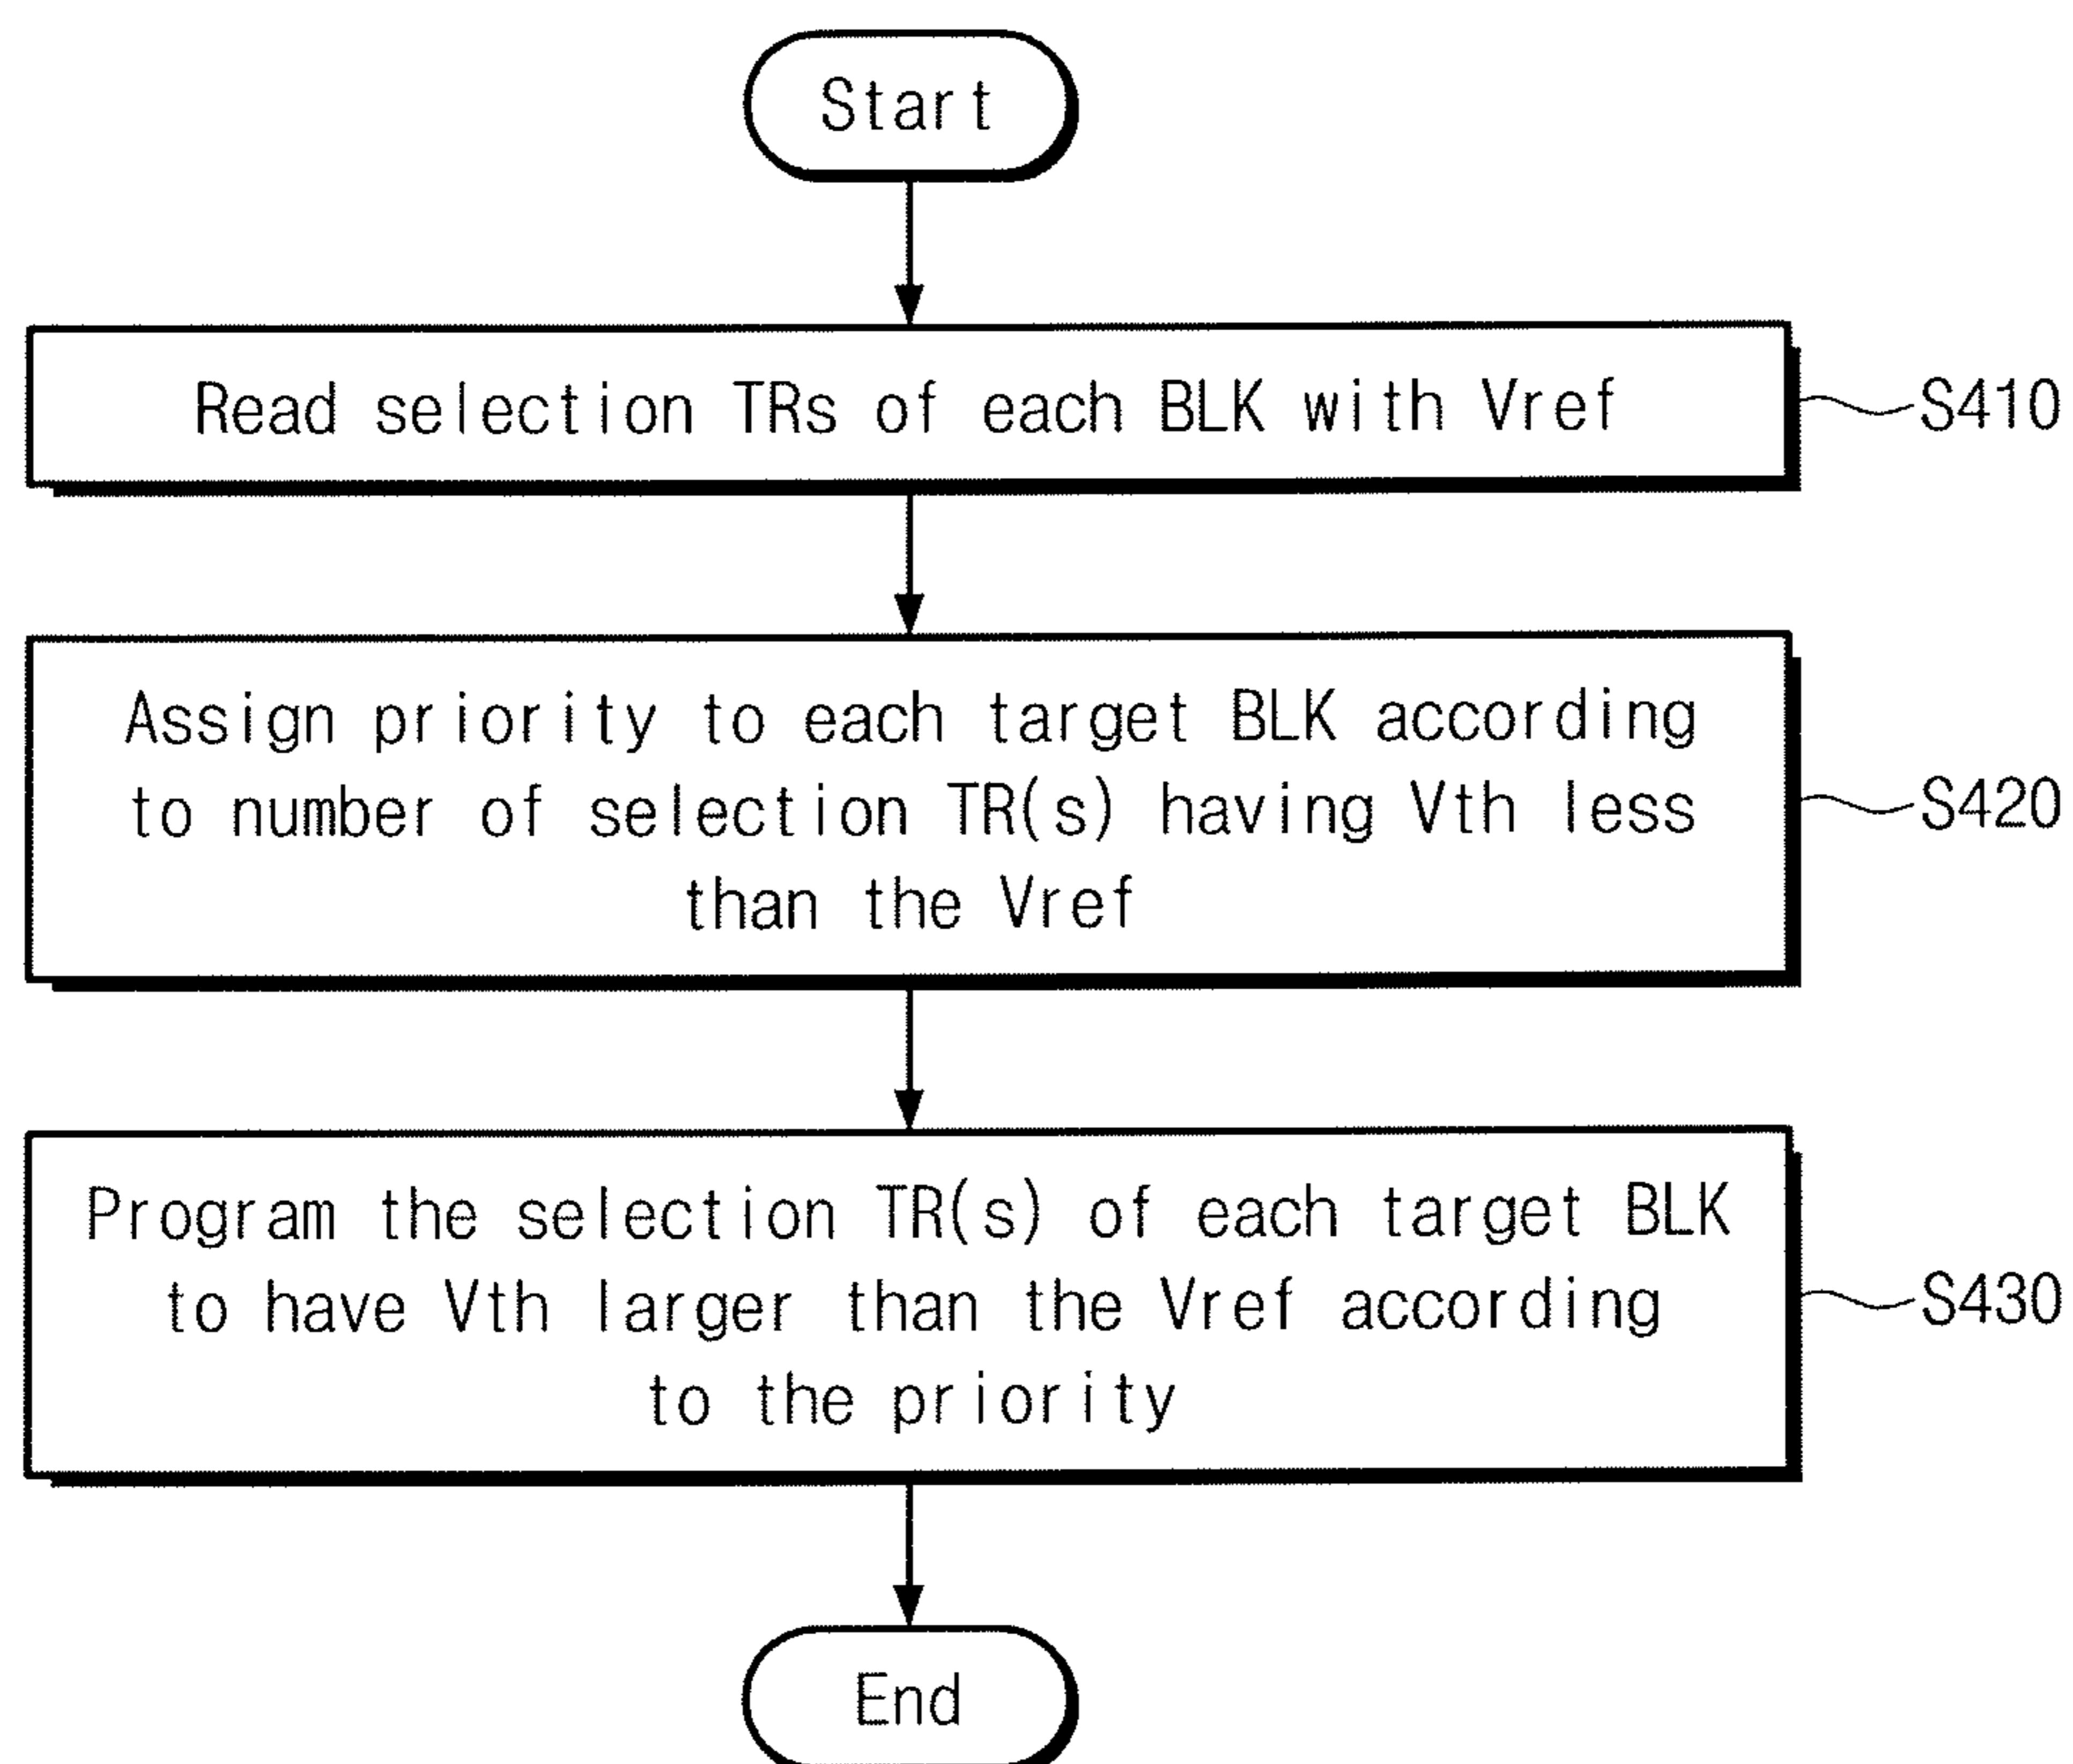 Start
Read selection TRs of each BLK with Vref
S410
Assign priority to each target BLK according
to number of selection TR(s) having Vth less
than the Vref
S420
Program the selection TR(s) of each target BLK
to have Vth larger than the Vref according
to the priority
S430
End